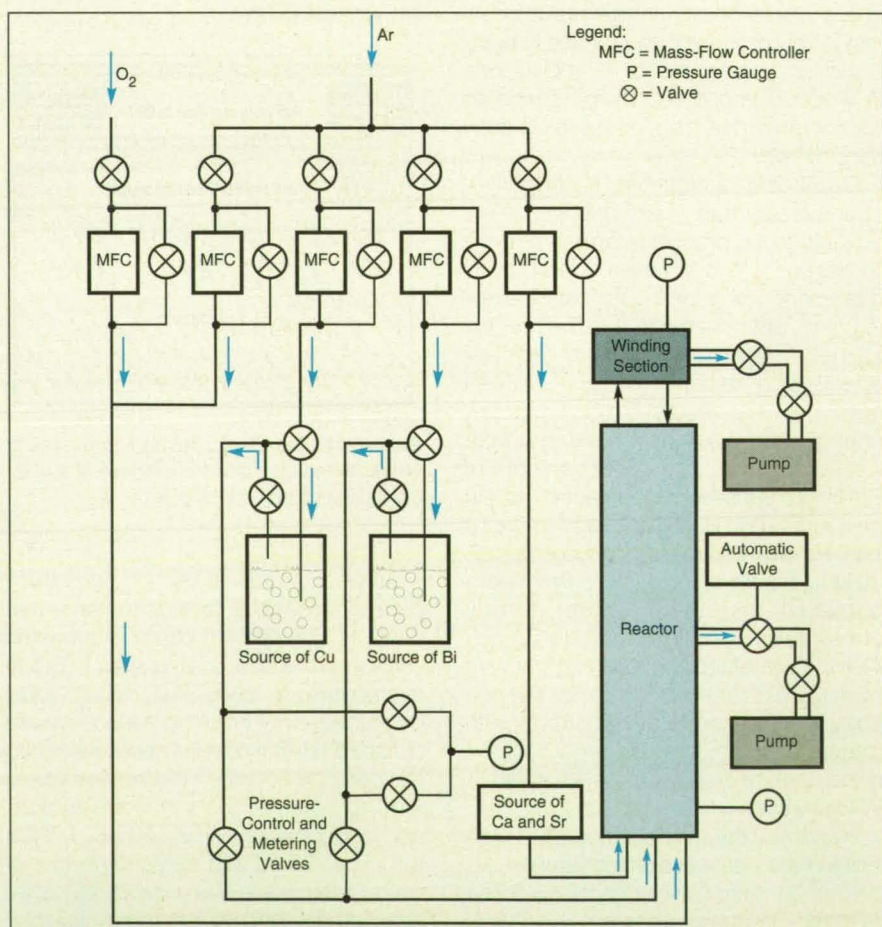 Ar
O2
Legend:
MFC = Mass-Flow Controller
P = Pressure Gauge
= Valve
MFC
MFC
MFC
MFC
MFC
P
Winding
Section
Pump
Automatic
Valve
Reactor
Source of Cu
Source of Bi
Pump
P
Pressure-
Control and
Metering
Valves
Source of
Ca and Sr
P